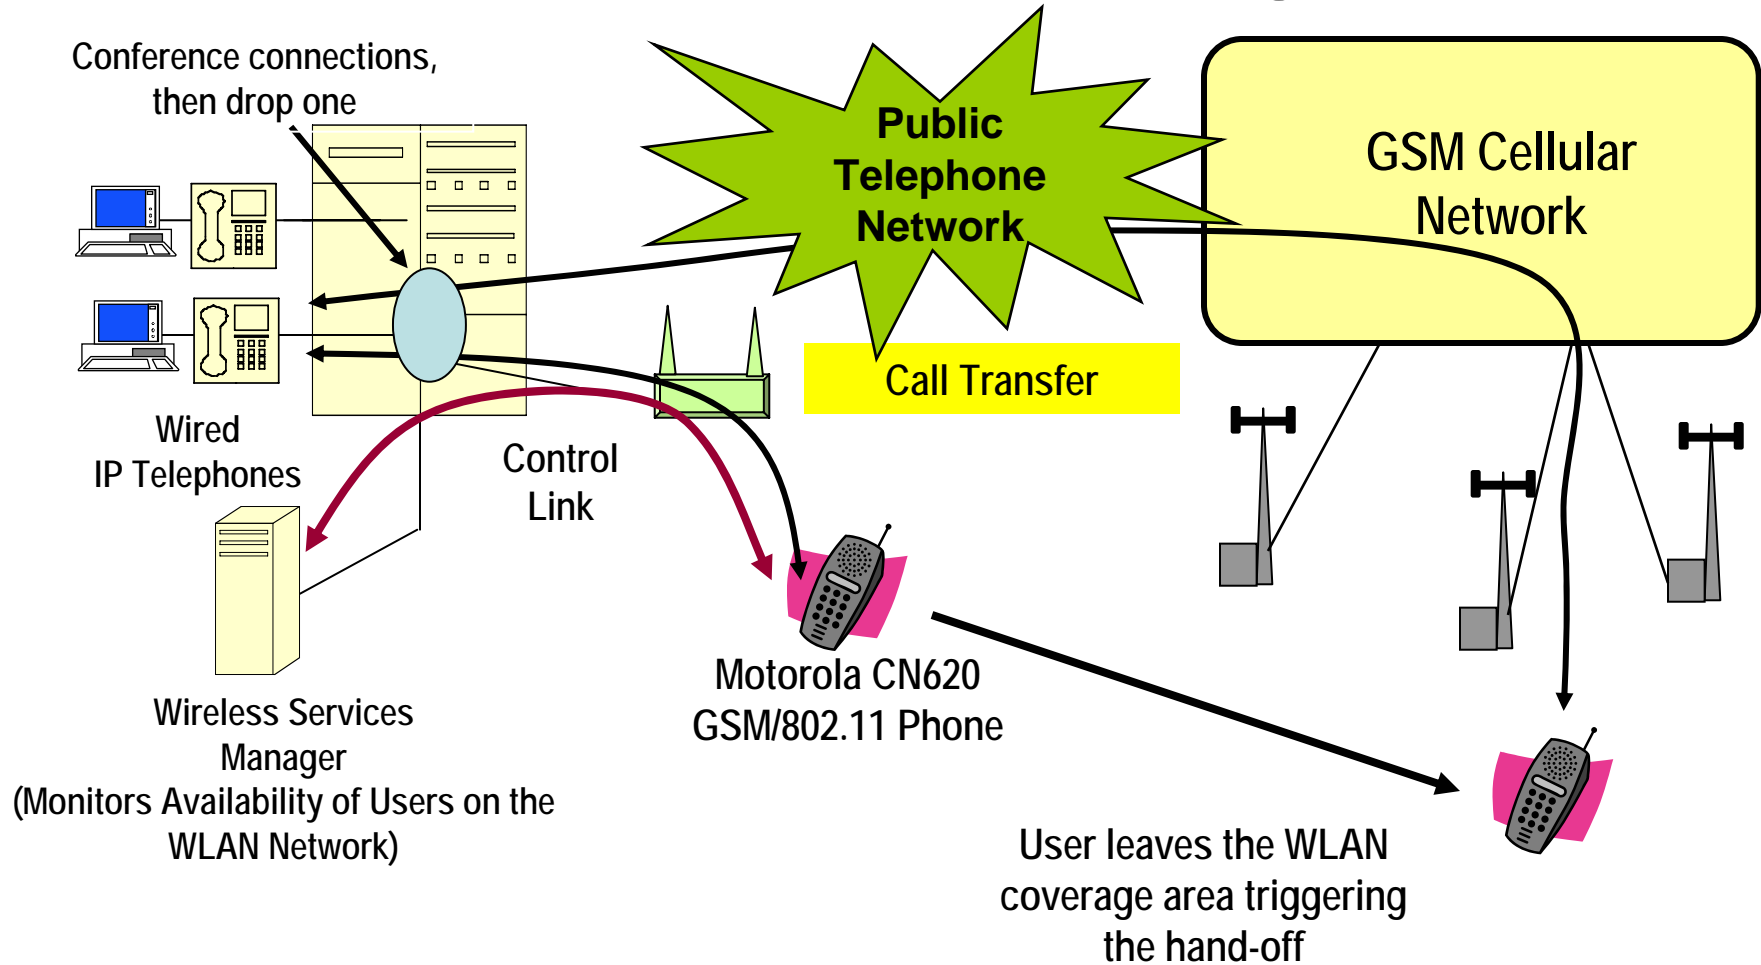 Conference connections,
then drop one
Public
Telephone
Network
GSM Cellular
Network
Call Transfer
Wired
IP Telephones
Control
Link
Motorola CN620
GSM/802.11 Phone
Wireless Services
Manager
(Monitors Availability of Users on the
WLAN Network)
User leaves the WLAN
coverage area triggering
the hand-off